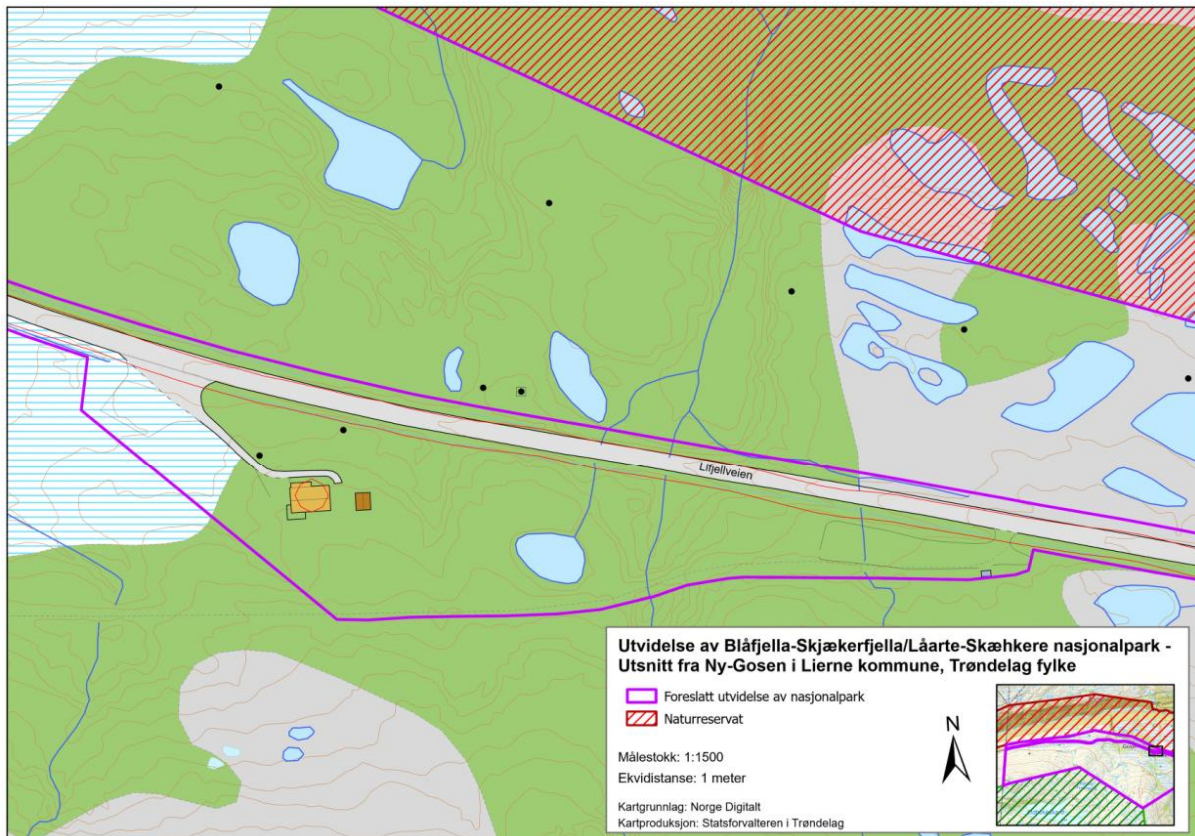 Lifjellveien
Utvidelse av Blåfjella-Skjækerfjella/Låarte-Skæhkere nasjonalpark -
Utsnitt fra Ny-Gosen i Lierne kommune, Trøndelag fylke
Foreslatt utvidelse av nasjonalpark
Naturreservat
N
Målestokk: 1:1500
Ekvidistanse: 1 meter
Kartgrunnlag: Norge Digitalt
Kartproduksjon: Statsforvalteren i Trøndelag